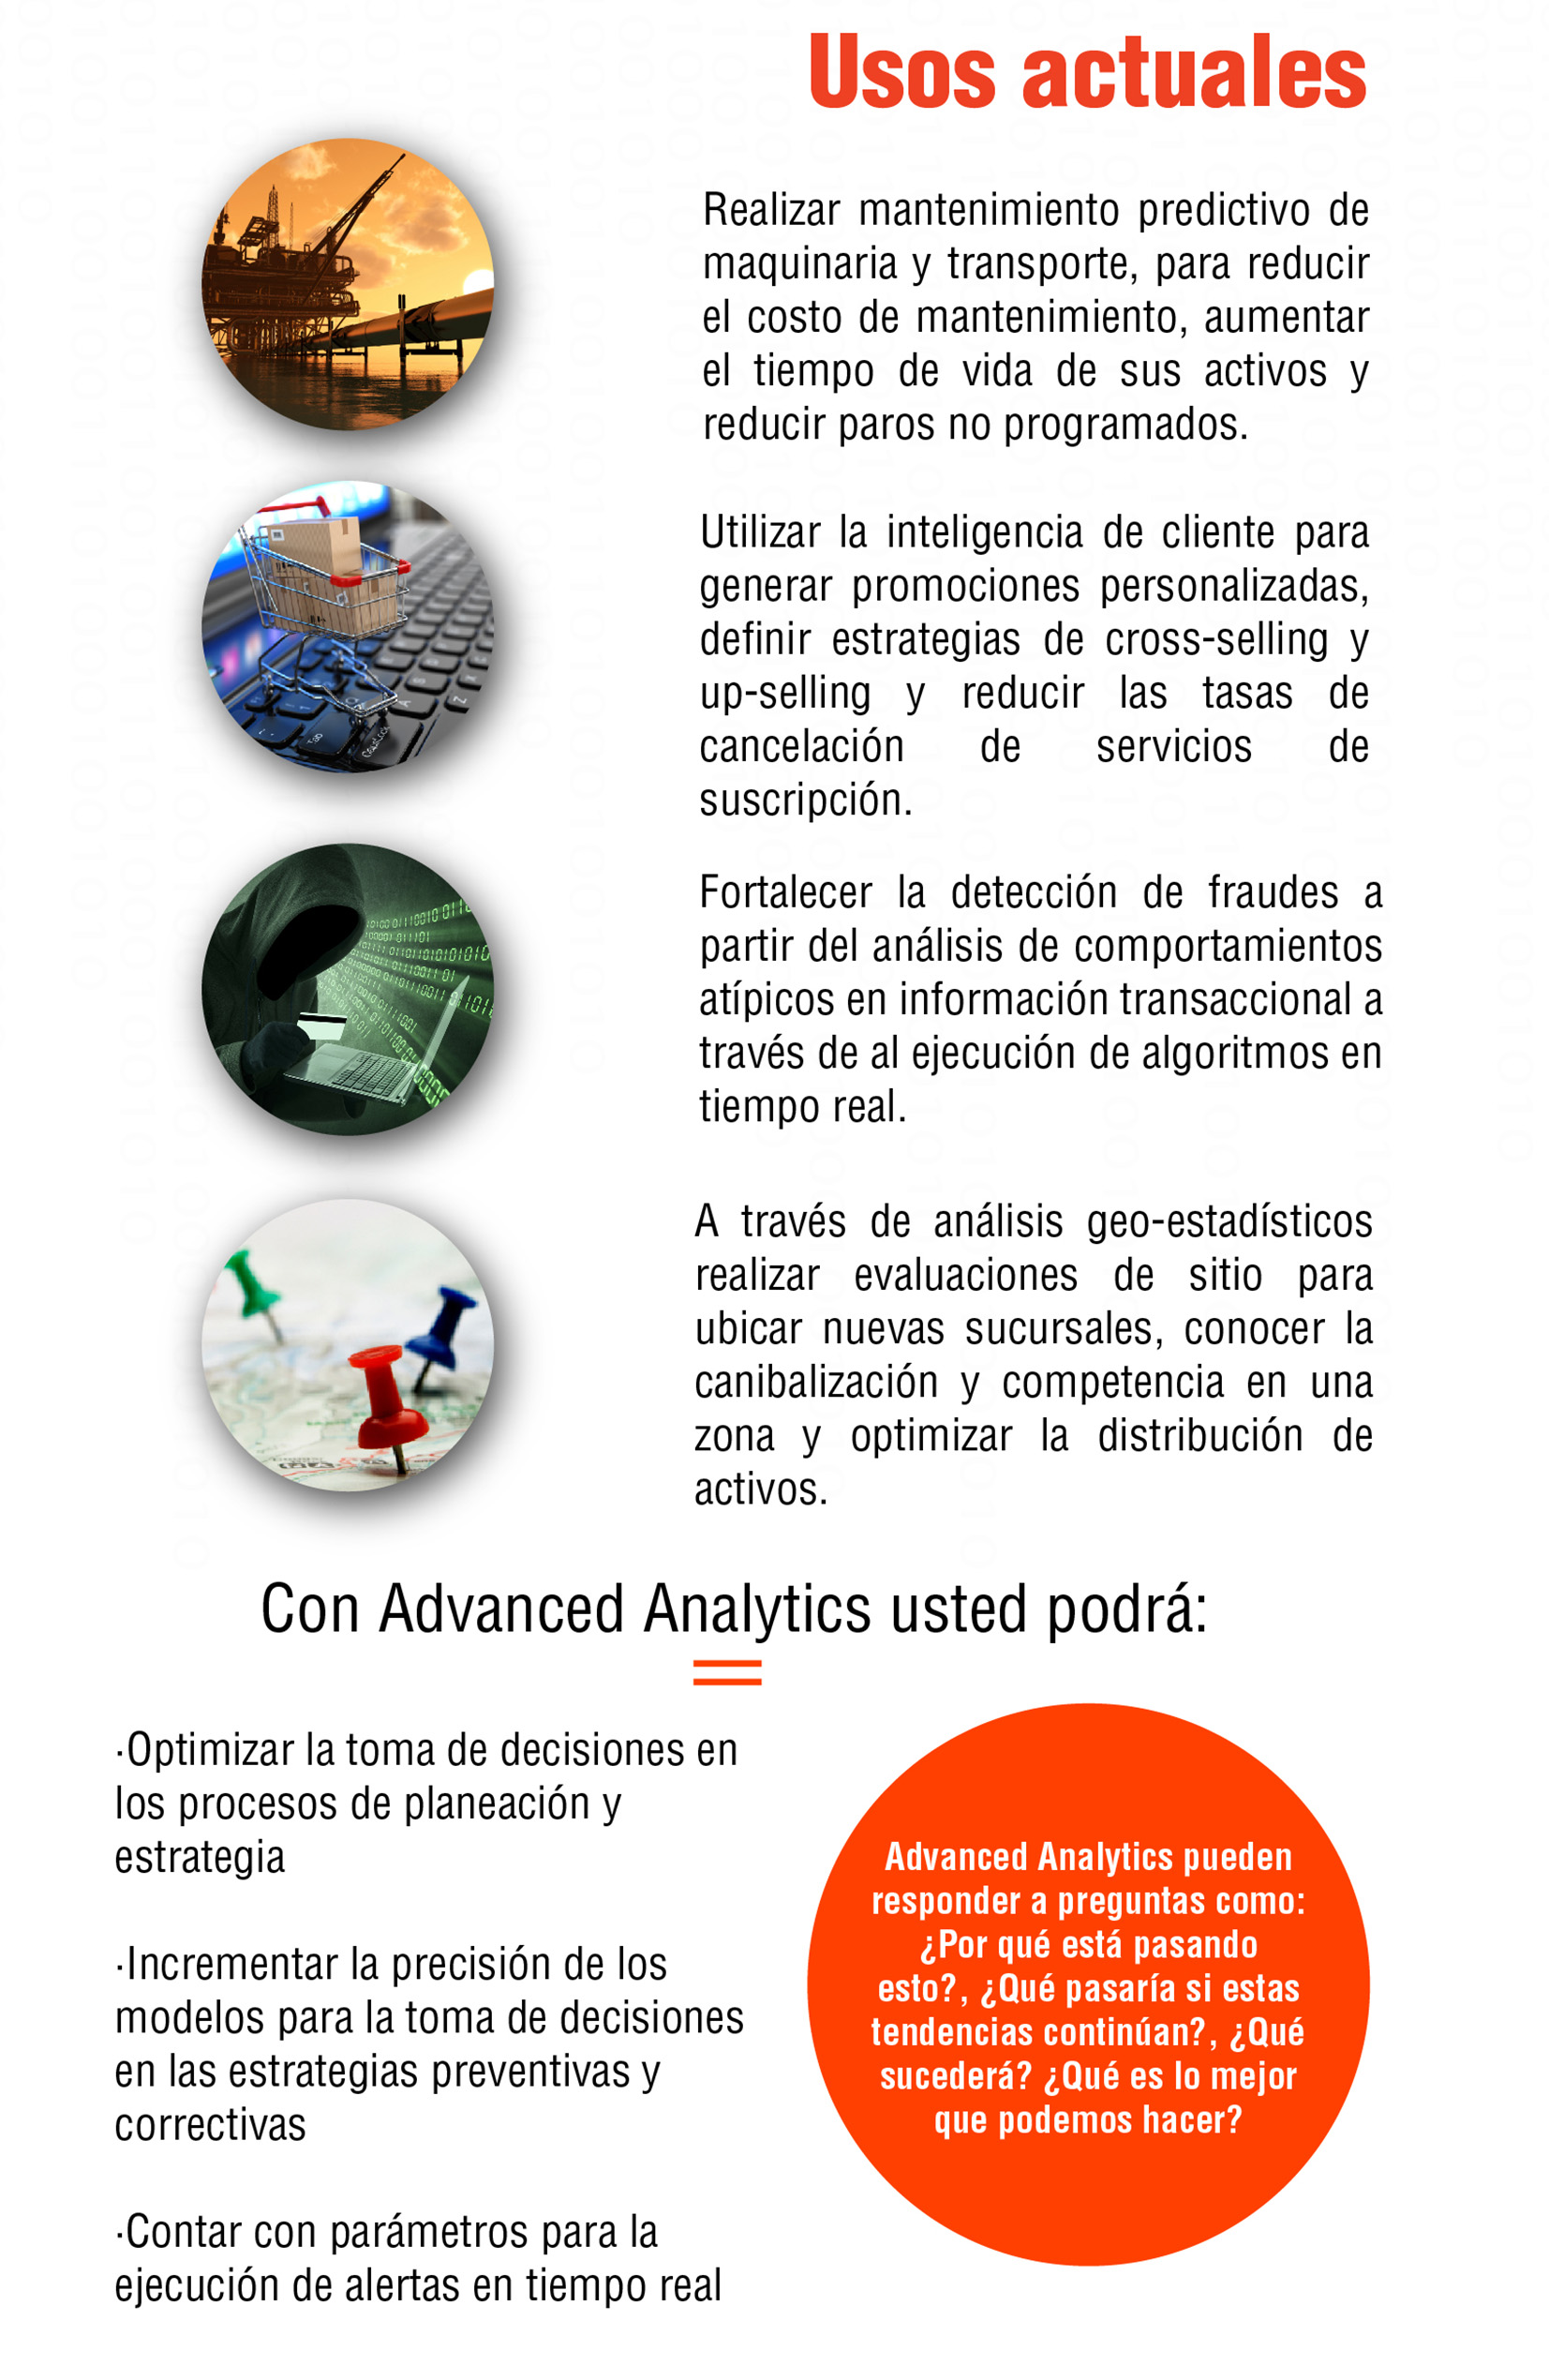 Usos actuales
Realizar mantenimiento predictivo de
maquinaria y transporte, para reducir
el costo de mantenimiento, aumentar
el tiempo de vida de sus activos y
reducir paros no programados.
Utilizar la inteligencia de cliente para
generar promociones personalizadas,
definir estrategias de cross-selling y
up-selling y reducir las tasas de
cancelación de servicios de
suscripción.
Fortalecer la detección de fraudes a
partir del análisis de comportamientos
atípicos en información transaccional a
través de al ejecución de algoritmos en
tiempo real.
A través de análisis geo-estadísticos
realizar evaluaciones de sitio para
ubicar nuevas sucursales, conocer la
canibalización y competencia en una
zona y optimizar la distribución de
activos.
Con Advanced Analytics usted podrá:
·Optimizar la toma de decisiones en
los procesos de planeación y
estrategia
·Incrementar la precisión de los
modelos para la toma de decisiones
en las estrategias preventivas y
correctivas
·Contar con parámetros para la
ejecución de alertas en tiempo real
Advanced Analytics pueden
responder a preguntas como:
¿Por qué está pasando
esto?, ¿Qué pasaría si estas
tendencias continúan?, ¿Qué
sucederá? ¿Qué es lo mejor
que podemos hacer?